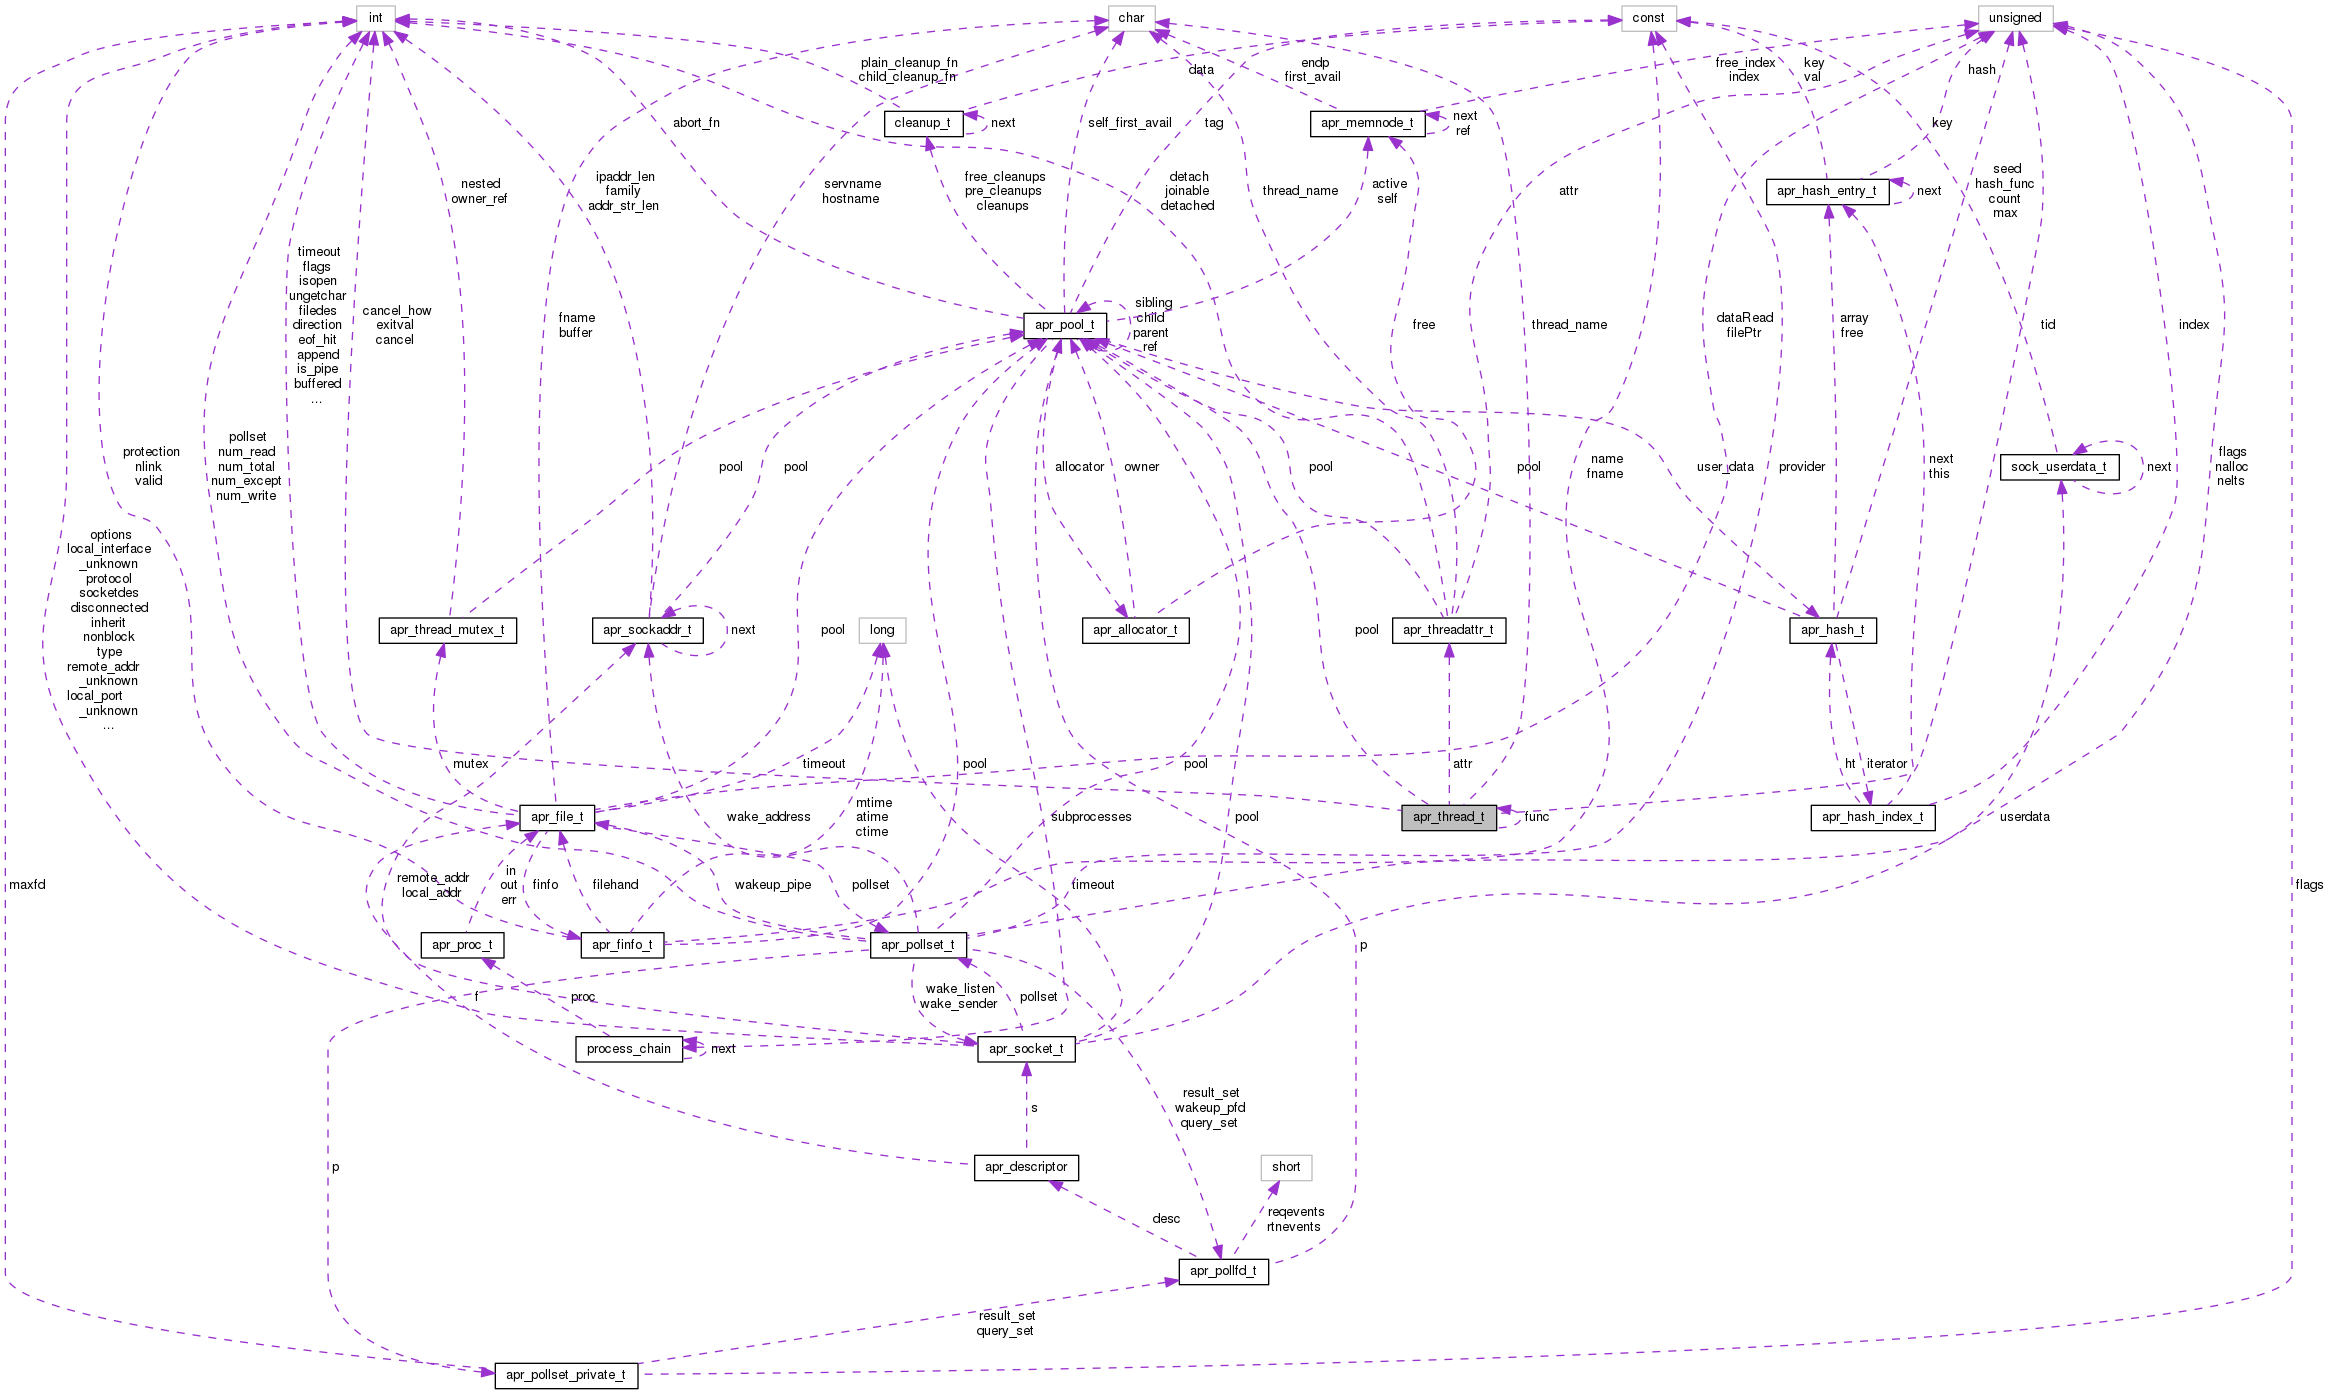 int
char
const
unsigned
plain_cleanup_fn
child_cleanup_fn
data
endp
first_avail
free_index
index
key
val
hash
cleanup_t
next
apr_memnode_t
next
ref
abort_fn
self_first_avail
tag
key
ipaddr_len
family
addr_str_len
nested
owner_ref
servname
hostname
free_cleanups
pre_cleanups
cleanups
detach
joinable
detached
thread_name
active
self
attr
apr_hash_entry_t
next
seed
hash_func
count
max
timeout
flags
isopen
ungetchar
filedes
direction
eof_hit
append
is_pipe
buffered
...
cancel_how
exitval
cancel
fname
buffer
apr_pool_t
sibling
child
parent
ref
free
thread_name
dataRead
filePtr
array
free
tid
index
protection
nlink
valid
pollset
num_read
num_total
num_except
num_write
pool
pool
allocator
owner
pool
pool
name
fname
user_data
provider
next
this
sock_userdata_t
next
flags
nalloc
nelts
options
local_interface
_unknown
protocol
socketdes
disconnected
inherit
nonblock
type
remote_addr
_unknown
local_port
_unknown
...
apr_thread_mutex_t
apr_sockaddr_t
next
pool
long
apr_allocator_t
pool
apr_threadattr_t
apr_hash_t
mutex
timeout
pool
pool
attr
ht
iterator
apr_file_t
wake_address
mtime
atime
ctime
subprocesses
pool
apr_thread_t
func
apr_hash_index_t
userdata
maxfd
remote_addr
local_addr
in
out
err
finfo
filehand
wakeup_pipe
pollset
timeout
flags
apr_proc_t
apr_finfo_t
apr_pollset_t
p
f
proc
wake_listen
wake_sender
pollset
process_chain
next
apr_socket_t
s
result_set
wakeup_pfd
query_set
p
apr_descriptor
short
desc
reqevents
rtnevents
apr_pollfd_t
result_set
query_set
apr_pollset_private_t